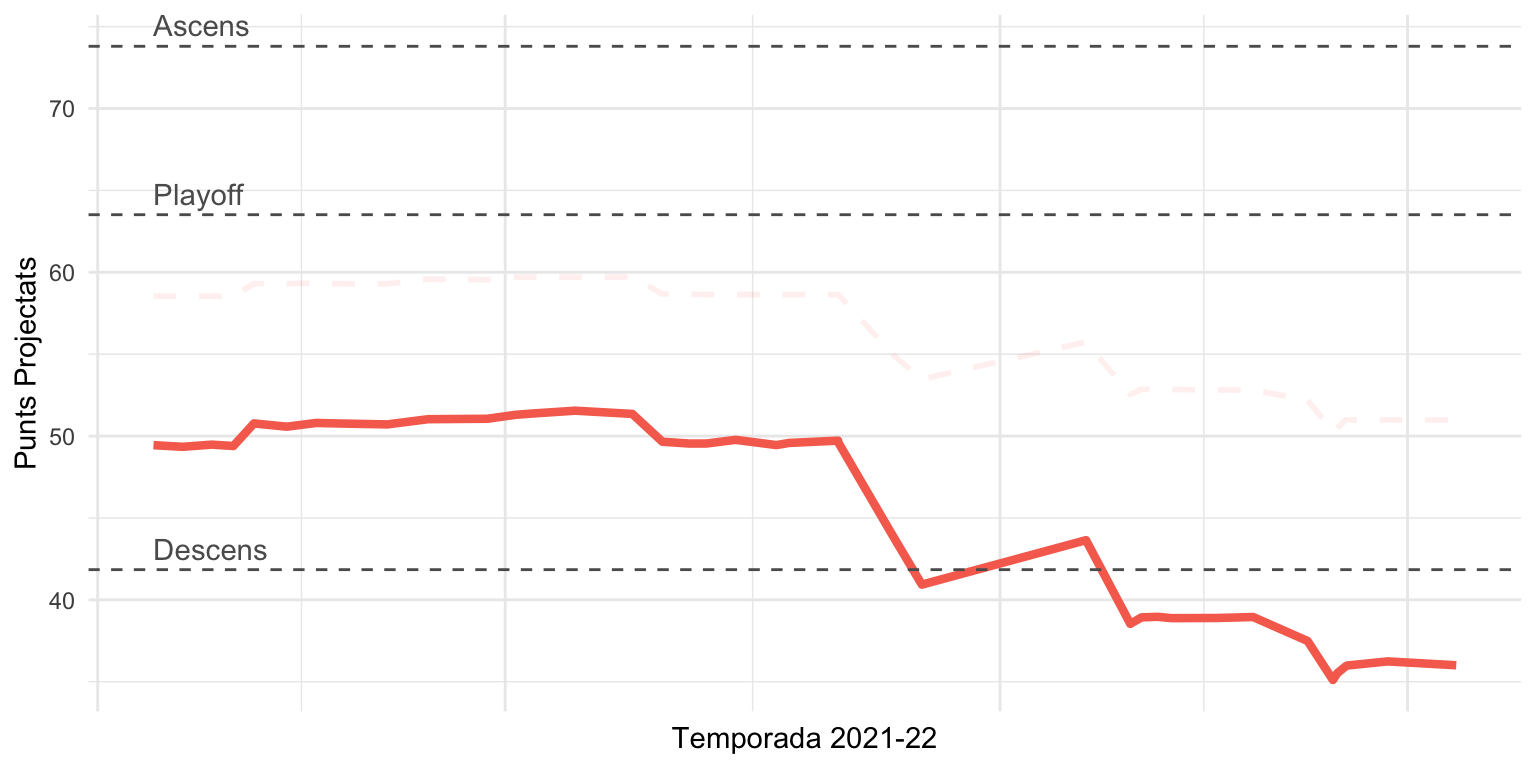 Ascens
70
Playoff
60
50
Descens
40
Punts Projectats
Temporada 2021-22